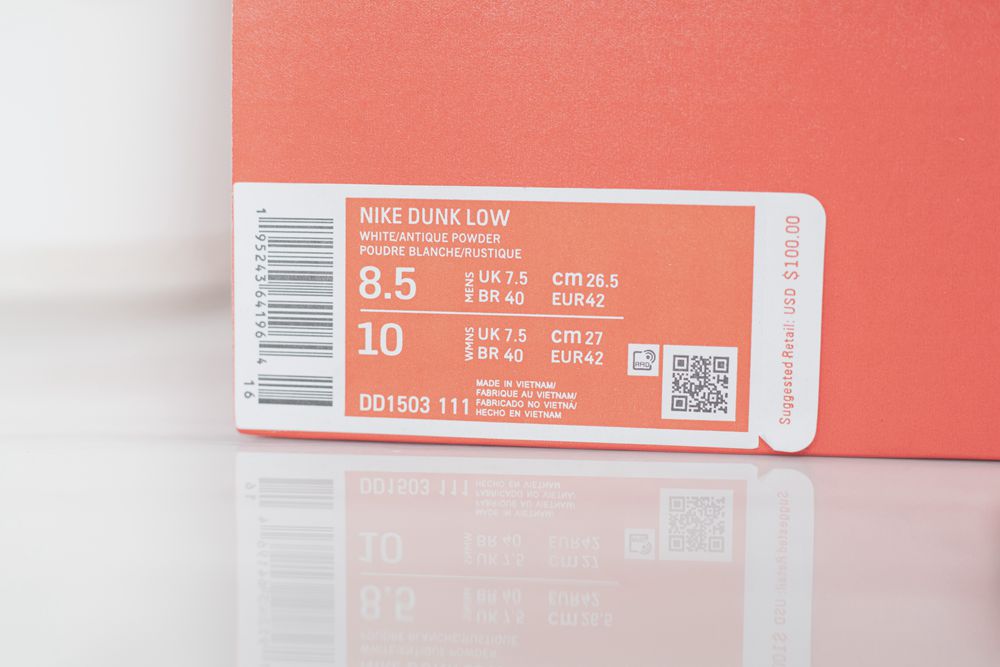 NIKE DUNK LOW
WHITE/ANTIQUE POWDER
POUDRE BLANCHE/RUSTIQUE
8.5 MENS UK 7.5 cm 26.5
BR 40 EUR42
10 WMNS UK 7.5 cm 27
BR 40 EUR42
DD1503 111
MADE IN VIETNAM/
FABRIQUE AU VIETNAM/
FABRICADO NO VIETNÃ/
HECHO EN VIETNAM
RFID
1 95243 64196 4
16
Suggested Retail: USD $100.00